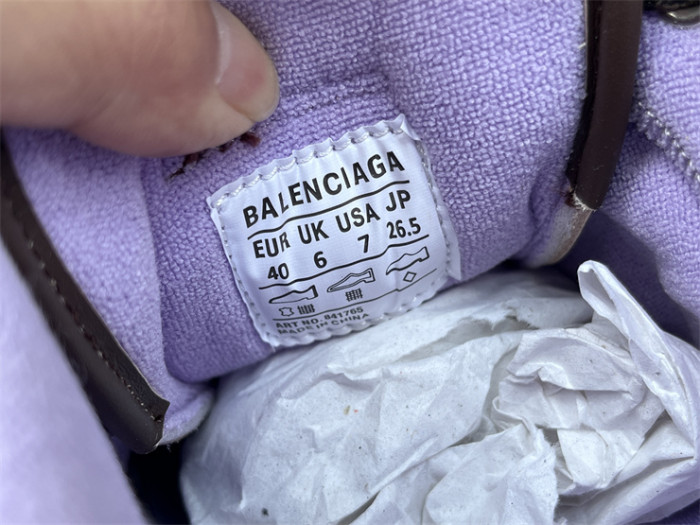 BALENCIAGA
EUR UK USA JP
40 6 7 26.5
ART NO. 841765
MADE IN CHINA